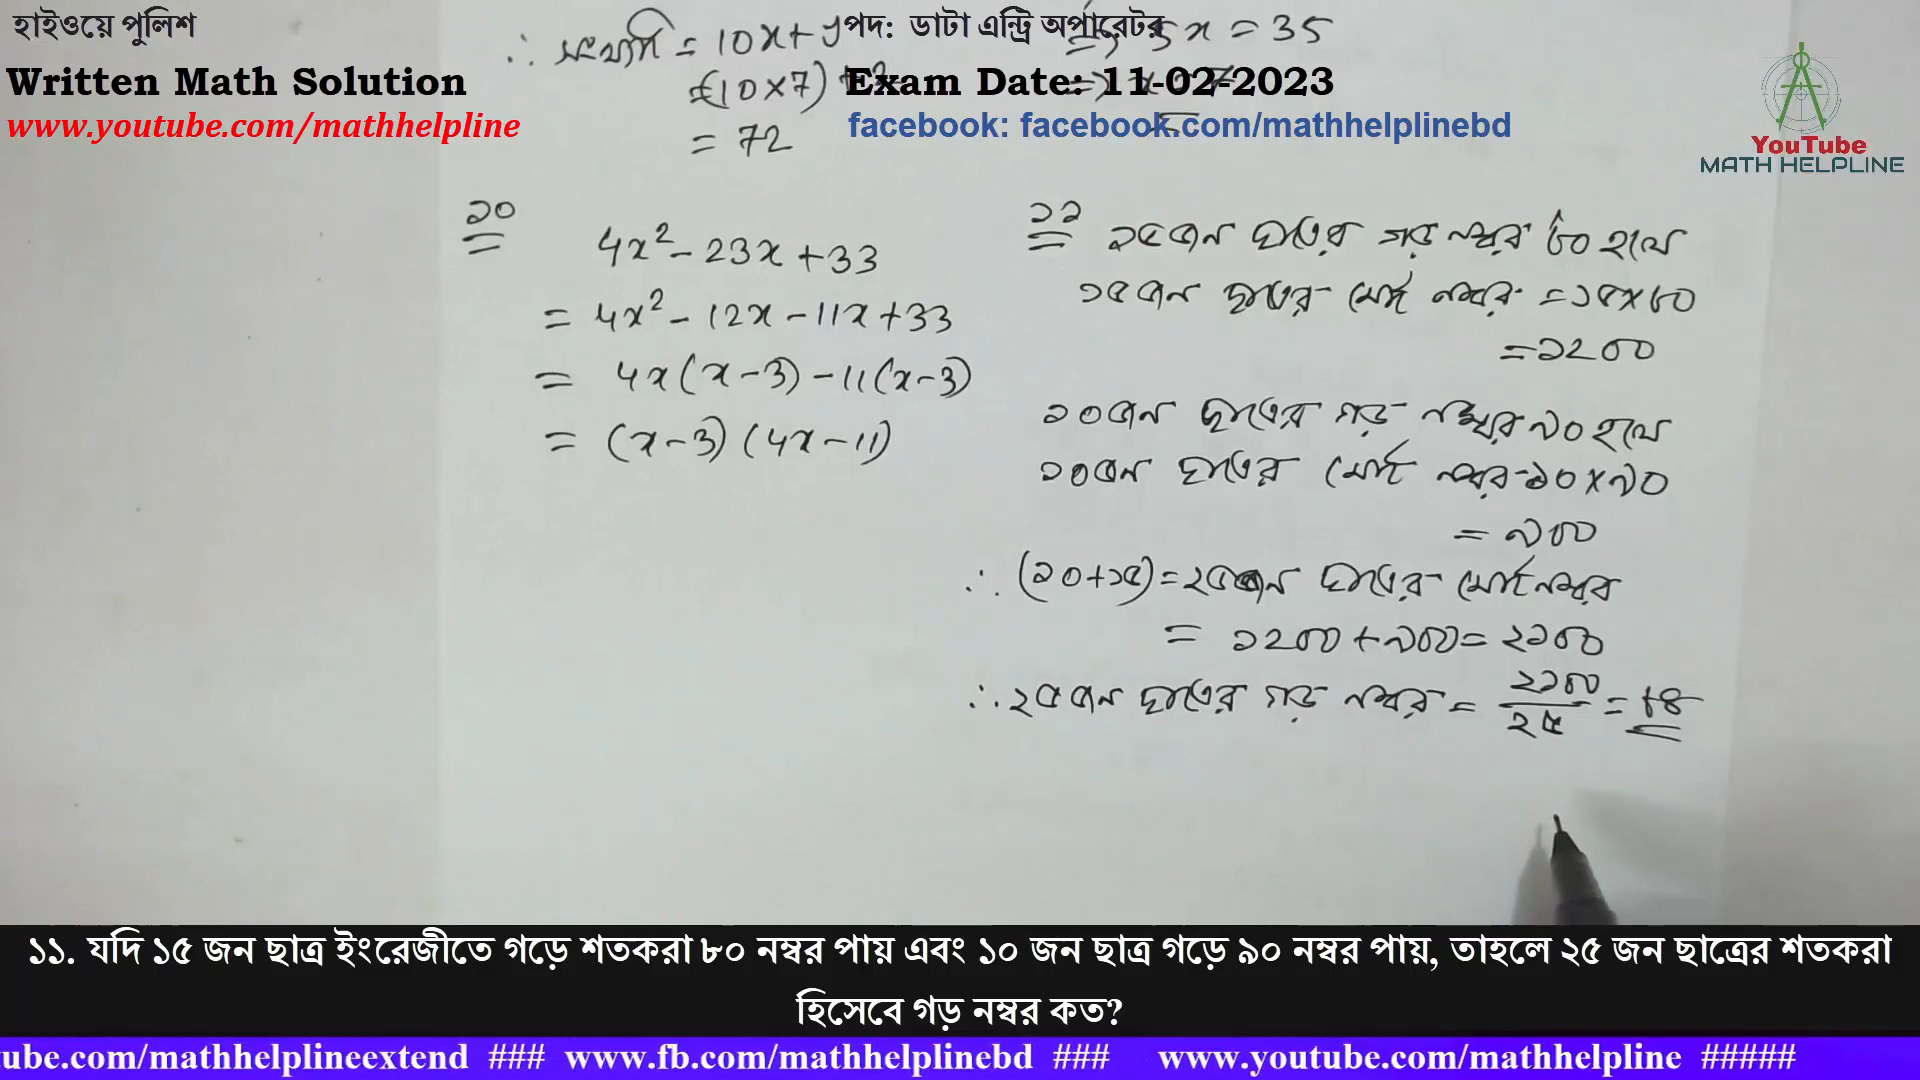 হাইওয়ে পুলিশ
পদ: ডাটা এন্ট্রি অপারেটর
Written Math Solution
Exam Date: 11-02-2023
www.youtube.com/mathhelpline
facebook: facebook.com/mathhelplinebd
YouTube
MATH HELPLINE
∴ সংখ্যাটি = 10x+y
=(10×7)+2
= 72
=> 5x = 35
=> x = 7
১০
4x² - 23x + 33
= 4x² - 12x - 11x + 33
= 4x(x-3) - 11(x-3)
= (x-3) (4x-11)
১১
১৫জন ছাত্রের গড় নম্বর ৮০ হলে
১৫জন ছাত্রের মোট নম্বর = ১৫×৮০
= ১২০০
১০জন ছাত্রের গড় নম্বর ৯০ হলে
১০জন ছাত্রের মোট নম্বর = ১০×৯০
= ৯০০
∴ (১০+১৫) = ২৫জন ছাত্রের মোট নম্বর
= ১২০০+৯০০ = ২১০০
∴ ২৫জন ছাত্রের গড় নম্বর = ২১০০/২৫ = ৮৪
১১. যদি ১৫ জন ছাত্র ইংরেজীতে গড়ে শতকরা ৮০ নম্বর পায় এবং ১০ জন ছাত্র গড়ে ৯০ নম্বর পায়, তাহলে ২৫ জন ছাত্রের শতকরা
হিসেবে গড় নম্বর কত?
tube.com/mathhelplineextend ### www.fb.com/mathhelplinebd ### www.youtube.com/mathhelpline #####